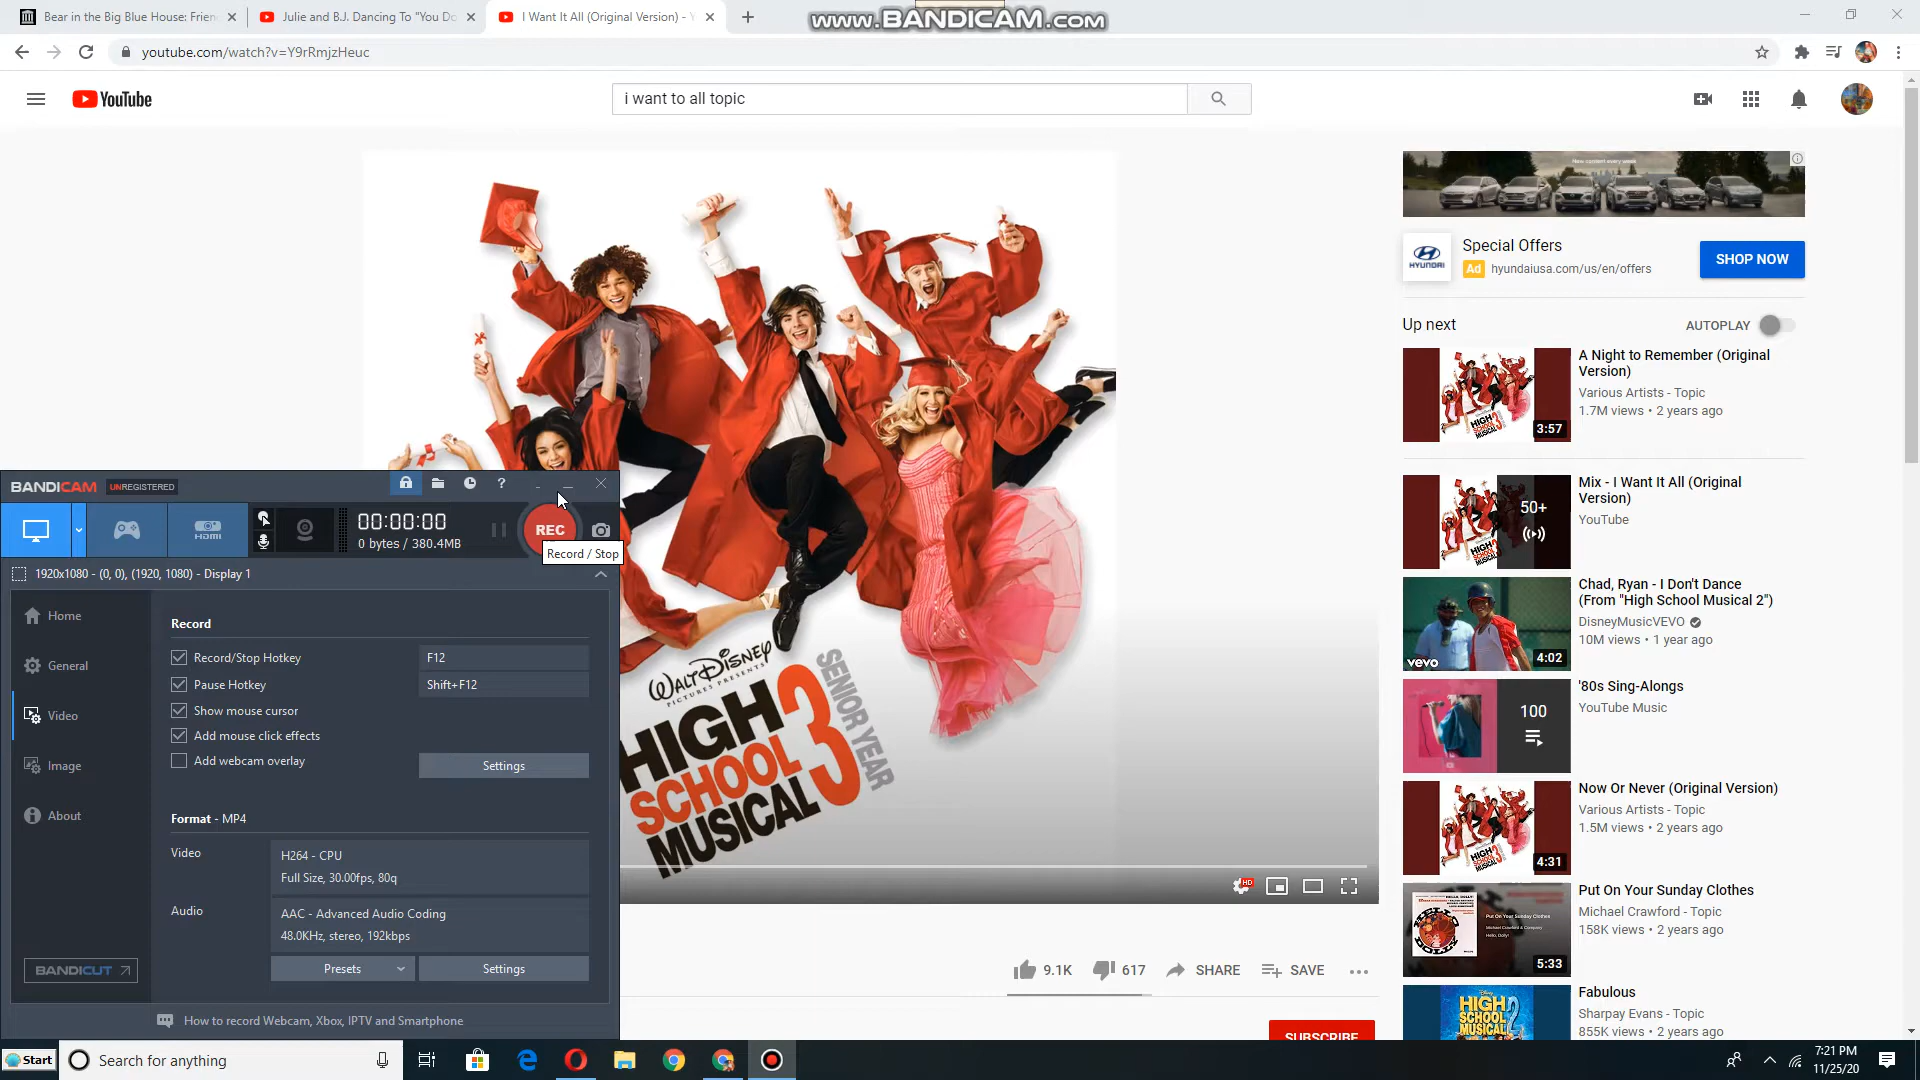 Bear in the Big Blue House: Frien
Julie and B.J. Dancing To "You Do
I Want It All (Original Version) - Y
www.BANDICAM.com
youtube.com/watch?v=Y9rRmjzHeuc
YouTube
i want to all topic
New content every week
HYUNDAI
Special Offers
Ad hyundaiusa.com/us/en/offers
SHOP NOW
Up next
AUTOPLAY
A Night to Remember (Original
Version)
Various Artists - Topic
1.7M views • 2 years ago
3:57
Mix - I Want It All (Original
Version)
YouTube
50+
Chad, Ryan - I Don't Dance
(From "High School Musical 2")
DisneyMusicVEVO
10M views • 1 year ago
vevo
4:02
'80s Sing-Alongs
YouTube Music
100
Now Or Never (Original Version)
Various Artists - Topic
1.5M views • 2 years ago
4:31
Put On Your Sunday Clothes
Michael Crawford - Topic
158K views • 2 years ago
5:33
Fabulous
Sharpay Evans - Topic
855K views • 2 years ago
WALT DISNEY
PICTURES PRESENTS
HIGH
SCHOOL
MUSICAL
3
SENIOR YEAR
HD
9.1K
617
SHARE
SAVE
SUBSCRIBE
BANDICAM
UNREGISTERED
?
HDMI
00:00:00
0 bytes / 380.4MB
REC
Record / Stop
1920x1080 - (0, 0), (1920, 1080) - Display 1
Home
General
Video
Image
About
BANDICUT
Record
Record/Stop Hotkey
F12
Pause Hotkey
Shift+F12
Show mouse cursor
Add mouse click effects
Add webcam overlay
Settings
Format - MP4
Video
H264 - CPU
Full Size, 30.00fps, 80q
Audio
AAC - Advanced Audio Coding
48.0KHz, stereo, 192kbps
Presets
Settings
How to record Webcam, Xbox, IPTV and Smartphone
Start
Search for anything
7:21 PM
11/25/20